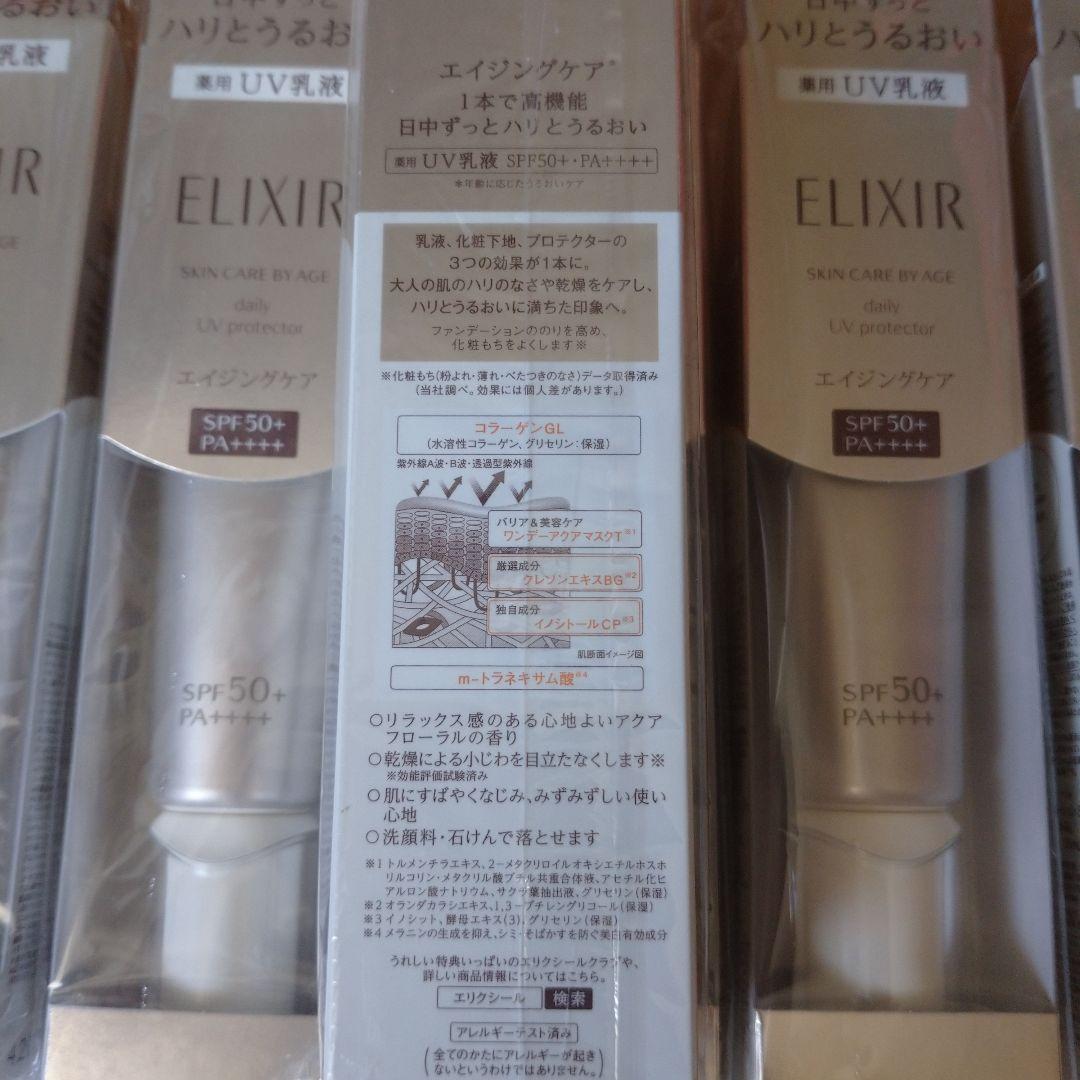 エイジングケア*
1本で高機能
日中ずっとハリとうるおい
薬用 UV乳液 SPF50+・PA++++
*年齢に応じたうるおいケア
乳液、化粧下地、プロテクターの
3つの効果が1本に。
大人の肌のハリのなさや乾燥をケアし、
ハリとうるおいに満ちた印象へ。
ファンデーションののりを高め、
化粧もちをよくします※
※化粧もち(粉よれ・薄れ・べたつきのなさ)データ取得済み
(当社調べ。効果には個人差があります。)
コラーゲンGL
(水溶性コラーゲン、グリセリン:保湿)
紫外線A波・B波・透過型紫外線
バリア&美容ケア
ワンデーアクアマスクT※1
厳選成分
クレソンエキスBG※2
独自成分
イノシトールCP※3
肌断面イメージ図
m-トラネキサム酸※4
○リラックス感のある心地よいアクア
フローラルの香り
○乾燥による小じわを目立たなくします※
※効能評価試験済み
○肌にすばやくなじみ、みずみずしい使い
心地
○洗顔料・石けんで落とせます
※1 トルメンチラエキス、2-メタクリロイルオキシエチルホスホ
リルコリン・メタクリル酸ブチル共重合体液、アセチル化ヒ
アルロン酸ナトリウム、サクラ葉抽出液、グリセリン(保湿)
※2 オランダカラシエキス、1,3-ブチレングリコール(保湿)
※3 イノシット、酵母エキス(3)、グリセリン(保湿)
※4 メラニンの生成を抑え、シミ・そばかすを防ぐ美白有効成分
うれしい特典いっぱいのエリクシールクラブや、
詳しい商品情報についてはこちら。
エリクシール 検索
アレルギーテスト済み
(全てのかたにアレルギーが起き
ないというわけではありません。)
うるおい
乳液
IR
AGE
日中ずっと
ハリとうるお
薬用 UV乳液
ELIXIR
SKIN CARE BY AGE
daily
UV protector
エイジングケア
SPF50+
PA++++
SPF50+
PA++++
日中ずっと
ハリとうるおい
薬用 UV乳液
ELIXIR
SKIN CARE BY AGE
daily
UV protector
エイジングケア
SPF50+
PA++++
SPF50+
PA++++